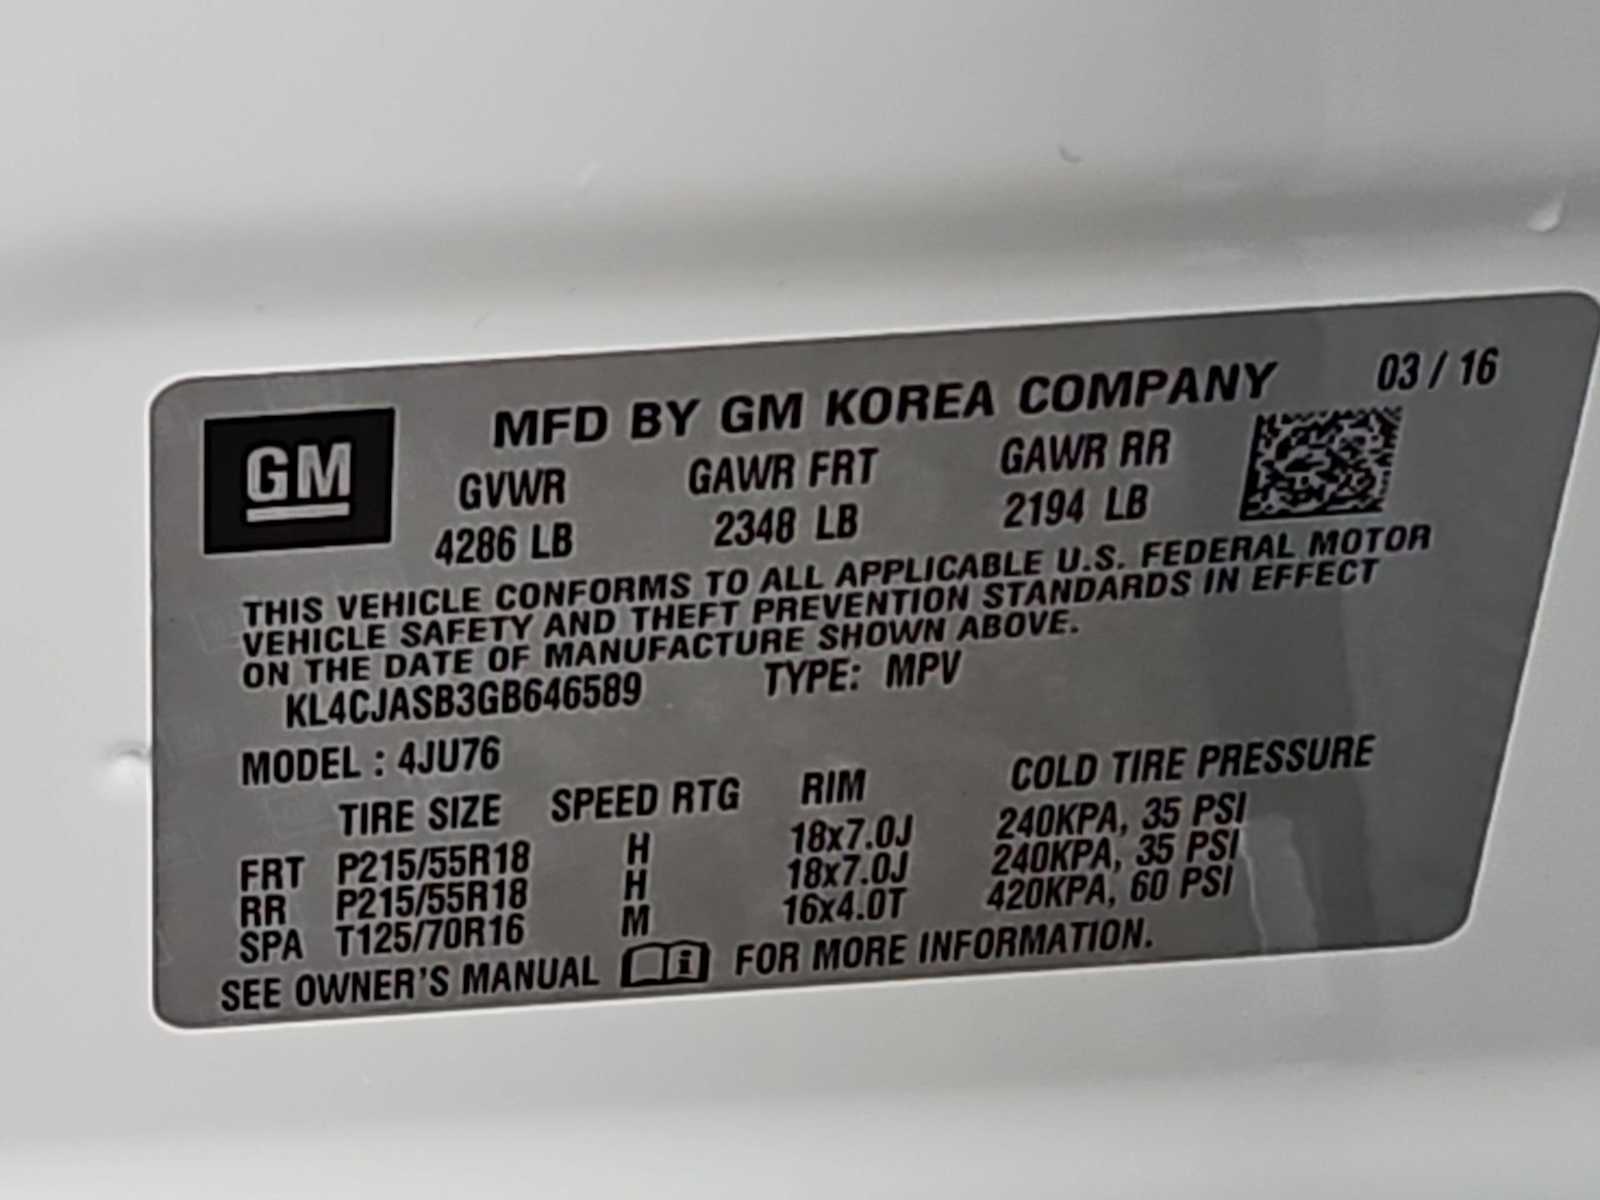 MFD BY GM KOREA COMPANY 03 / 16
GM
GVWR GAWR FRT GAWR RR
4286 LB 2348 LB 2194 LB
THIS VEHICLE CONFORMS TO ALL APPLICABLE U.S. FEDERAL MOTOR
VEHICLE SAFETY AND THEFT PREVENTION STANDARDS IN EFFECT
ON THE DATE OF MANUFACTURE SHOWN ABOVE.
KL4CJASB3GB646589 TYPE: MPV
MODEL : 4JU76
TIRE SIZE SPEED RTG RIM COLD TIRE PRESSURE
FRT P215/55R18 H 18x7.0J 240KPA, 35 PSI
RR P215/55R18 H 18x7.0J 240KPA, 35 PSI
SPA T125/70R16 M 16x4.0T 420KPA, 60 PSI
SEE OWNER'S MANUAL i FOR MORE INFORMATION.